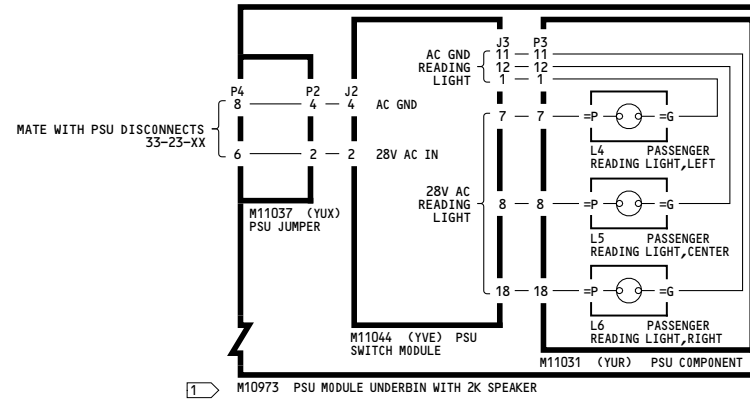 J3 P3
AC GND 11 11
READING 12 12
LIGHT 1 1
P4 P2 J2
8 4 4 AC GND
7 7 =P =G
MATE WITH PSU DISCONNECTS
33-23-XX
L4 PASSENGER
READING LIGHT,LEFT
6 2 2 28V AC IN
28V AC
READING
LIGHT
8 8 =P =G
M11037 (YUX)
PSU JUMPER
L5 PASSENGER
READING LIGHT,CENTER
18 18 =P =G
L6 PASSENGER
READING LIGHT,RIGHT
M11044 (YVE) PSU
SWITCH MODULE
M11031 (YUR) PSU COMPONENT
1 M10973 PSU MODULE UNDERBIN WITH 2K SPEAKER